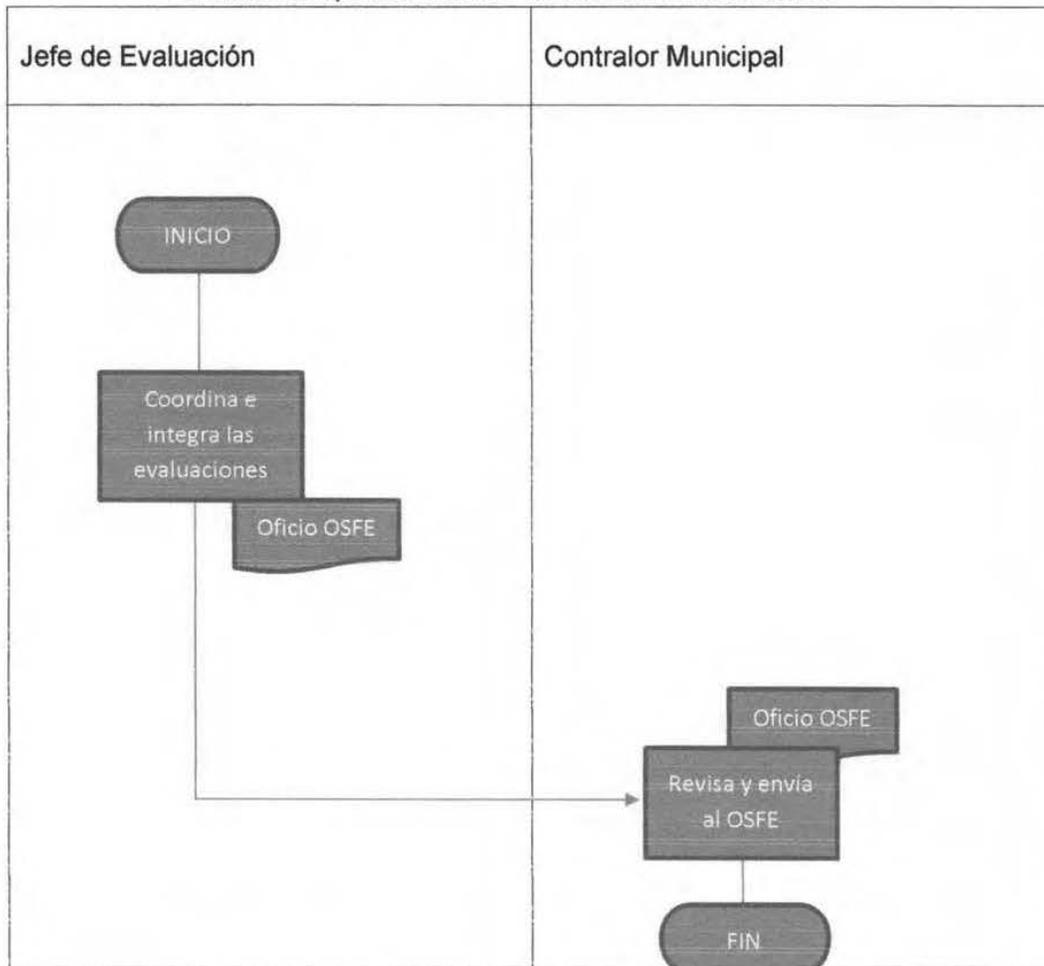 Jefe de Evaluación
Contralor Municipal
INICIO
Coordina e
integra las
evaluaciones
Oficio OSFE
Oficio OSFE
Revisa y envía
al OSFE
FIN